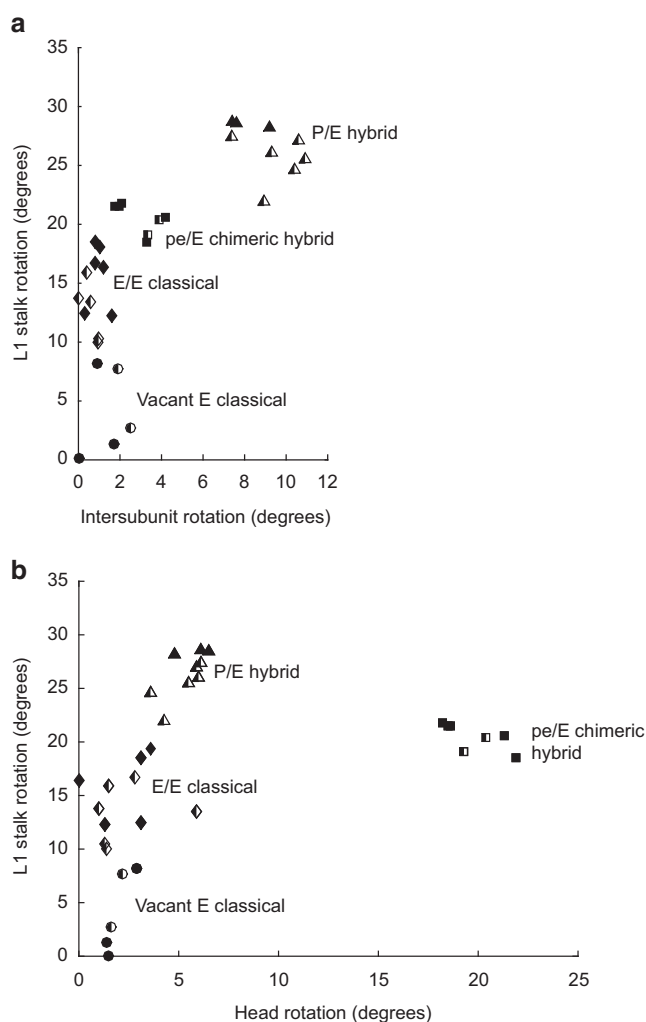 a
35
30
25
20
15
10
5
0
L1 stalk rotation (degrees)
P/E hybrid
pe/E chimeric hybrid
E/E classical
Vacant E classical
0 2 4 6 8 10 12
Intersubunit rotation (degrees)
b
35
30
25
20
15
10
5
0
L1 stalk rotation (degrees)
P/E hybrid
pe/E chimeric
hybrid
E/E classical
Vacant E classical
0 5 10 15 20 25
Head rotation (degrees)